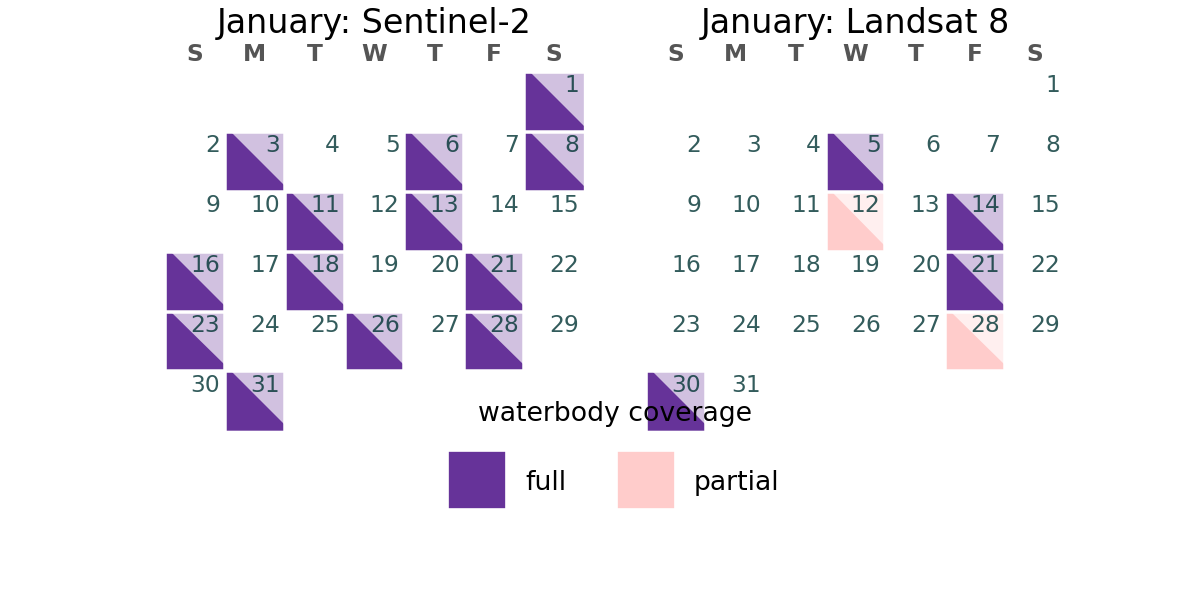 January: Sentinel-2
S M T W T F S
1
2 3 4 5 6 7 8
9 10 11 12 13 14 15
16 17 18 19 20 21 22
23 24 25 26 27 28 29
30 31
January: Landsat 8
S M T W T F S
1
2 3 4 5 6 7 8
9 10 11 12 13 14 15
16 17 18 19 20 21 22
23 24 25 26 27 28 29
30 31
waterbody coverage
full partial